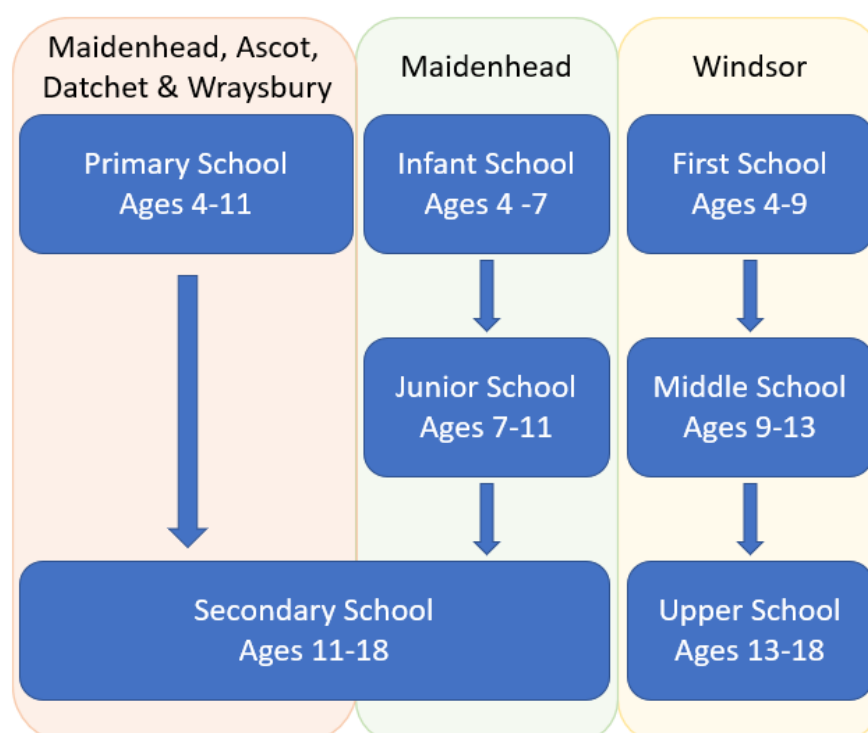 Maidenhead, Ascot,
Datchet & Wraysbury
Maidenhead
Windsor
Primary School
Ages 4-11
Infant School
Ages 4 -7
First School
Ages 4-9
Junior School
Ages 7-11
Middle School
Ages 9-13
Secondary School
Ages 11-18
Upper School
Ages 13-18